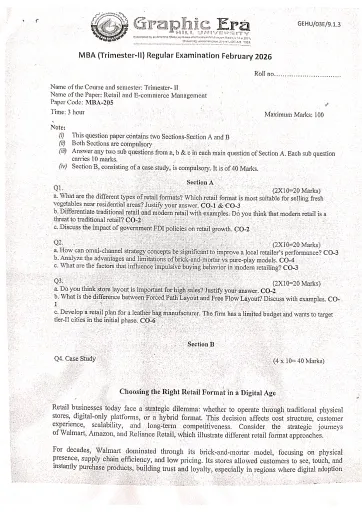 GEHU/03E/9.1.3
Graphic Era
HILL UNIVERSITY
MBA (Trimester-II) Regular Examination February 2026
Roll no...........................
Name of the Course and semester: Trimester- II
Name of the Paper: Retail and E-commerce Management
Paper Code: MBA-205
Time: 3 hour Maximum Marks: 100
Note:
(i) This question paper contains two Sections-Section A and B
(ii) Both Sections are compulsory
(iii) Answer any two sub questions from a, b & c in each main question of Section A. Each sub question
carries 10 marks.
(iv) Section B, consisting of a case study, is compulsory. It is of 40 Marks.
Section A
Q1. (2X10=20 Marks)
a. What are the different types of retail formats? Which retail format is most suitable for selling fresh
vegetables near residential areas? Justify your answer. CO-1 & CO-3
b. Differentiate traditional retail and modern retail with examples. Do you think that modern retail is a
threat to traditional retail? CO-2
c. Discuss the impact of government FDI policies on retail growth. CO-2
Q2. (2X10=20 Marks)
a. How can omni-channel strategy concepts be significant to improve a local retailer's performance? CO-3
b. Analyze the advantages and limitations of brick-and-mortar vs pure-play models. CO-4
c. What are the factors that influence impulsive buying behavior in modern retailing? CO-3
Q3. (2X10=20 Marks)
a. Do you think store layout is important for high sales? Justify your answer. CO-2
b. What is the difference between Forced Path Layout and Free Flow Layout? Discuss with examples. CO-
1
c. Develop a retail plan for a leather bag manufacturer. The firm has a limited budget and wants to target
tier-II cities in the initial phase. CO-6
Section B
Q4. Case Study (4 x 10= 40 Marks)
Choosing the Right Retail Format in a Digital Age
Retail businesses today face a strategic dilemma: whether to operate through traditional physical
stores, digital-only platforms, or a hybrid format. This decision affects cost structure, customer
experience, scalability, and long-term competitiveness. Consider the strategic journeys
of Walmart, Amazon, and Reliance Retail, which illustrate different retail format approaches.
For decades, Walmart dominated through its brick-and-mortar model, focusing on physical
presence, supply chain efficiency, and low pricing. Its stores allowed customers to see, touch, and
instantly purchase products, building trust and loyalty, especially in regions where digital adoption